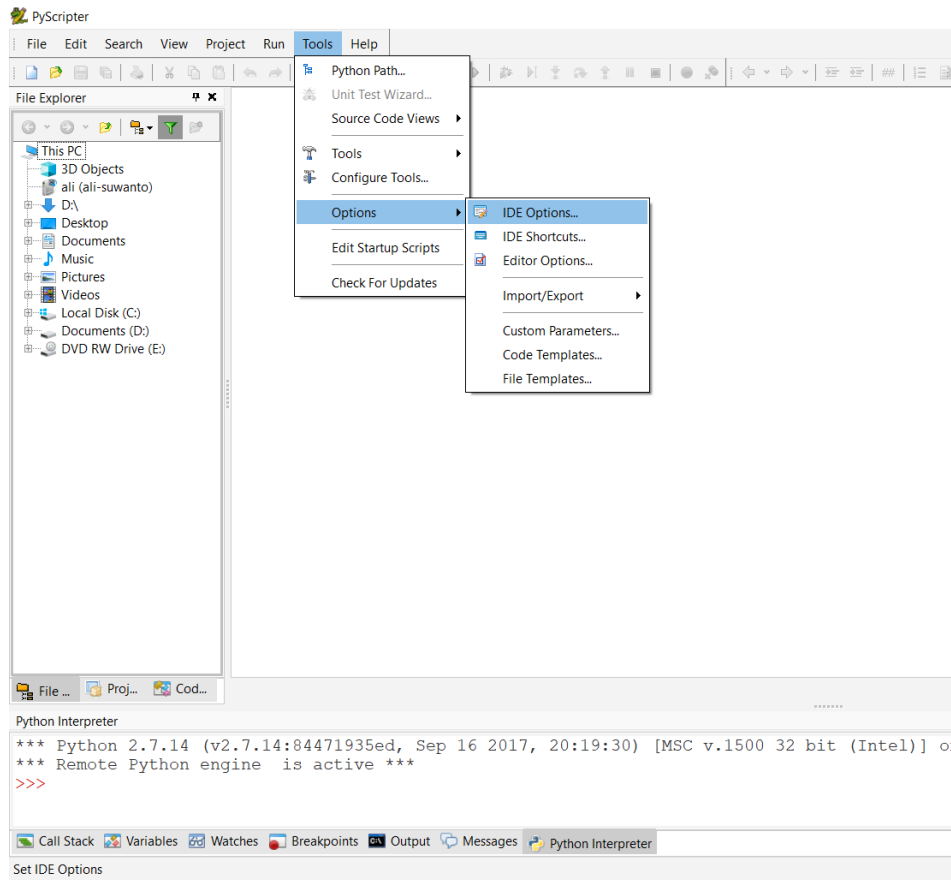 PyScripter
File Edit Search View Project Run Tools Help
File Explorer
This PC
3D Objects
ali (ali-suwanto)
D:\
Desktop
Documents
Music
Pictures
Videos
Local Disk (C:)
Documents (D:)
DVD RW Drive (E:)
Python Path...
Unit Test Wizard...
Source Code Views
Tools
Configure Tools...
Options
Edit Startup Scripts
Check For Updates
IDE Options...
IDE Shortcuts...
Editor Options...
Import/Export
Custom Parameters...
Code Templates...
File Templates...
File ... Proj... Cod...
Python Interpreter
*** Python 2.7.14 (v2.7.14:84471935ed, Sep 16 2017, 20:19:30) [MSC v.1500 32 bit (Intel)] o
*** Remote Python engine is active ***
>>>
Call Stack Variables Watches Breakpoints Output Messages Python Interpreter
Set IDE Options